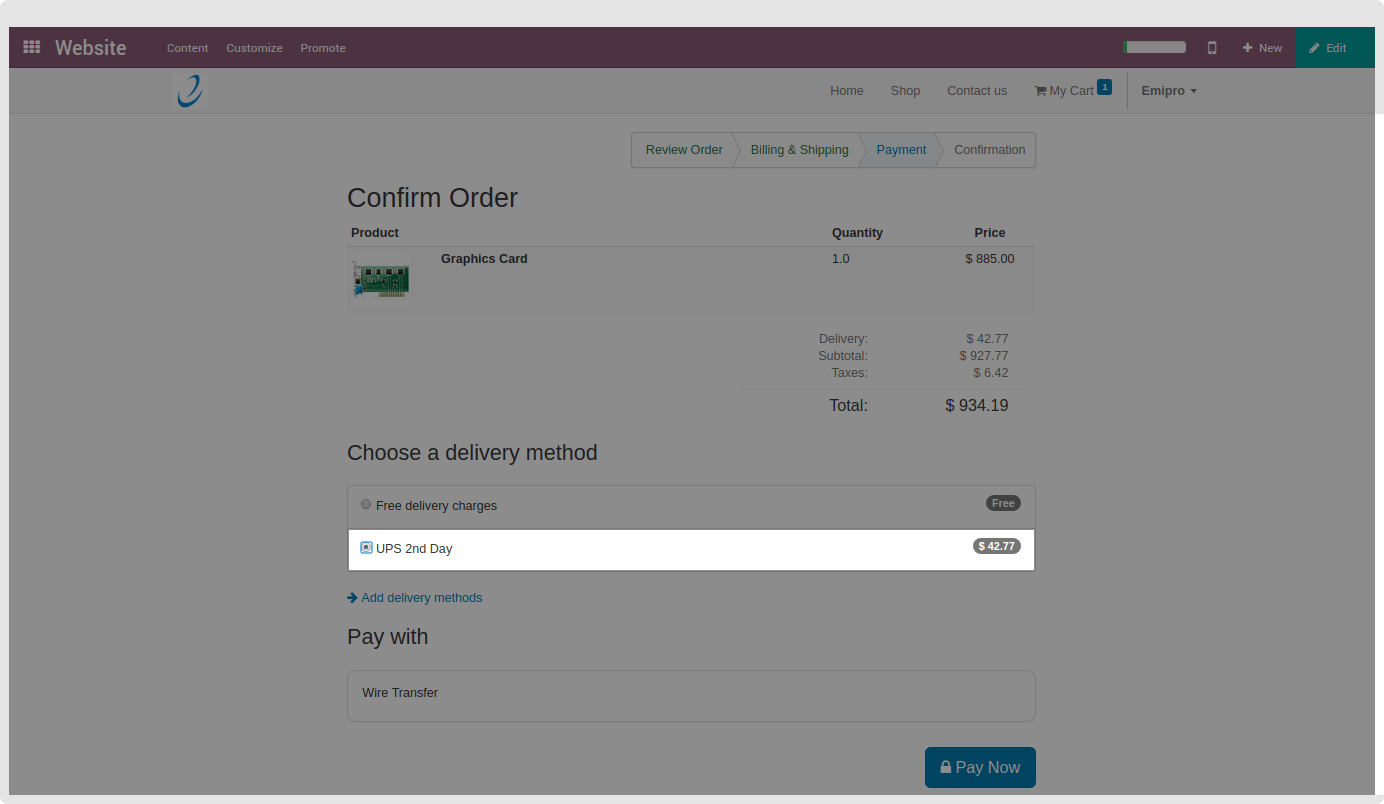 Website Content Customize Promote New Edit
Home Shop Contact us My Cart 1 Emipro
Review Order Billing & Shipping Payment Confirmation
Confirm Order
Product Quantity Price
Graphics Card 1.0 $ 885.00
Delivery: $ 42.77
Subtotal: $ 927.77
Taxes: $ 6.42
Total: $ 934.19
Choose a delivery method
Free delivery charges Free
UPS 2nd Day $ 42.77
Add delivery methods
Pay with
Wire Transfer
Pay Now